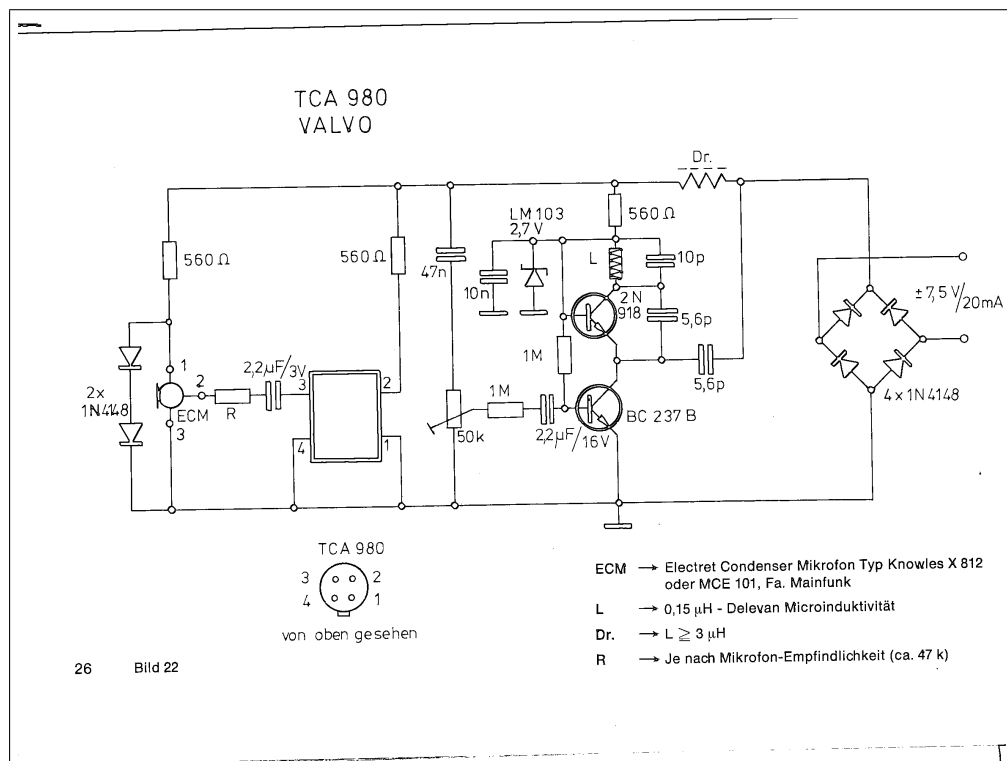 TCA 980
VALVO
Dr.
560 Ω
560 Ω
47n
LM 103
2,7 V
560 Ω
L
10p
10n
2 N
918
5,6p
±7,5 V/20mA
1
2
3
ECM
2x
1N4148
R
2,2µF/3V
3
2
4
1
1M
1M
50k
2,2µF/16V
BC 237 B
5,6p
4 x 1N4148
TCA 980
3 2
4 1
von oben gesehen
ECM → Electret Condenser Mikrofon Typ Knowles X 812
oder MCE 101, Fa. Mainfunk
L → 0,15 µH - Delevan Microinduktivität
Dr. → L ≧ 3 µH
R → Je nach Mikrofon-Empfindlichkeit (ca. 47 k)
26 Bild 22